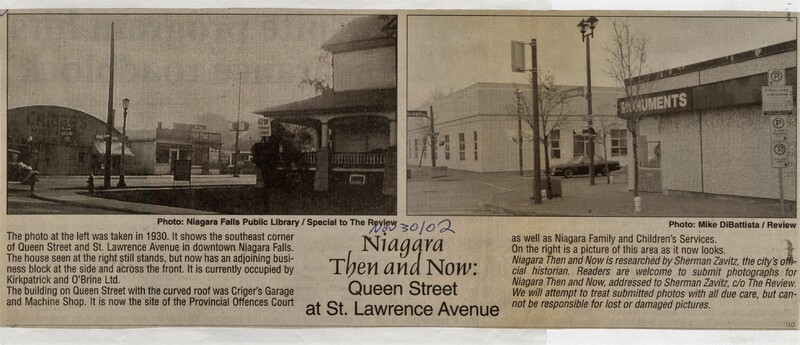 CRIGER'S
MONUMENTS
P
Photo: Niagara Falls Public Library / Special to The Review
Photo: Mike DiBattista / Review
Nov 30/02
The photo at the left was taken in 1930. It shows the southeast corner
of Queen Street and St. Lawrence Avenue in downtown Niagara Falls.
The house seen at the right still stands, but now has an adjoining busi-
ness block at the side and across the front. It is currently occupied by
Kirkpatrick and O'Brine Ltd.
The building on Queen Street with the curved roof was Criger's Garage
and Machine Shop. It is now the site of the Provincial Offences Court
Niagara
Then and Now:
Queen Street
at St. Lawrence Avenue
as well as Niagara Family and Children's Services.
On the right is a picture of this area as it now looks.
Niagara Then and Now is researched by Sherman Zavitz, the city's offi-
cial historian. Readers are welcome to submit photographs for
Niagara Then and Now, addressed to Sherman Zavitz, c/o The Review.
We will attempt to treat submitted photos with all due care, but can-
not be responsible for lost or damaged pictures.